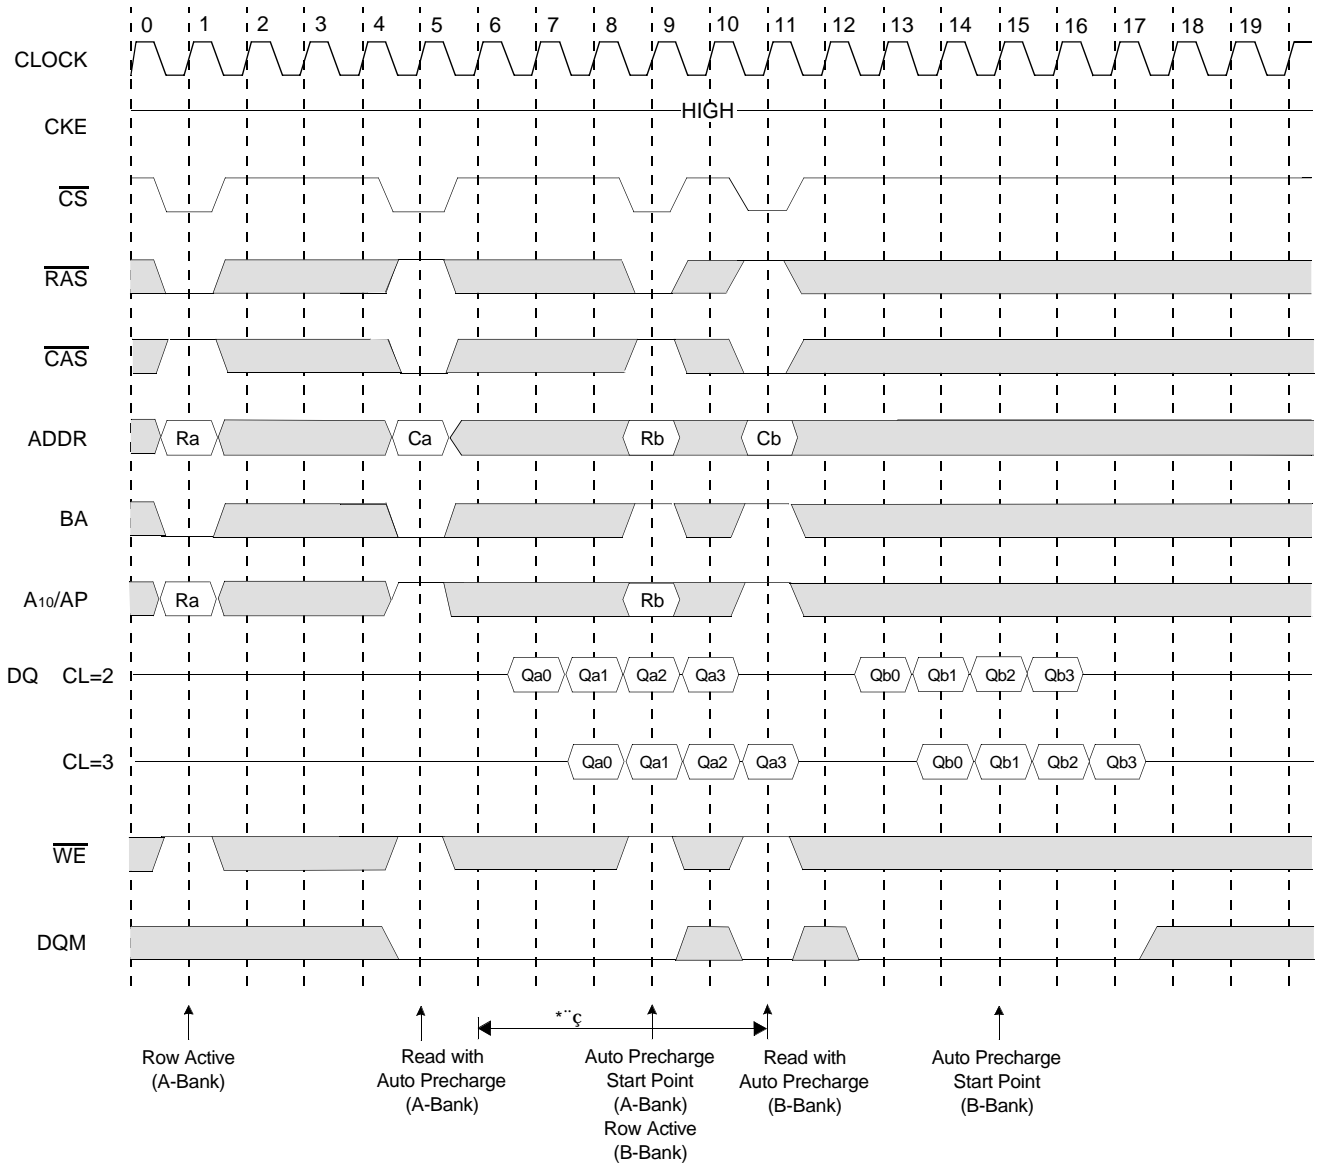 0 1 2 3 4 5 6 7 8 9 10 11 12 13 14 15 16 17 18 19
CLOCK
HIGH
CKE
CS
RAS
CAS
ADDR Ra Ca Rb Cb
BA
A10/AP Ra Rb
DQ CL=2 Qa0 Qa1 Qa2 Qa3 Qb0 Qb1 Qb2 Qb3
CL=3 Qa0 Qa1 Qa2 Qa3 Qb0 Qb1 Qb2 Qb3
WE
DQM
*¨ç
Row Active
(A-Bank)
Read with
Auto Precharge
(A-Bank)
Auto Precharge
Start Point
(A-Bank)
Row Active
(B-Bank)
Read with
Auto Precharge
(B-Bank)
Auto Precharge
Start Point
(B-Bank)